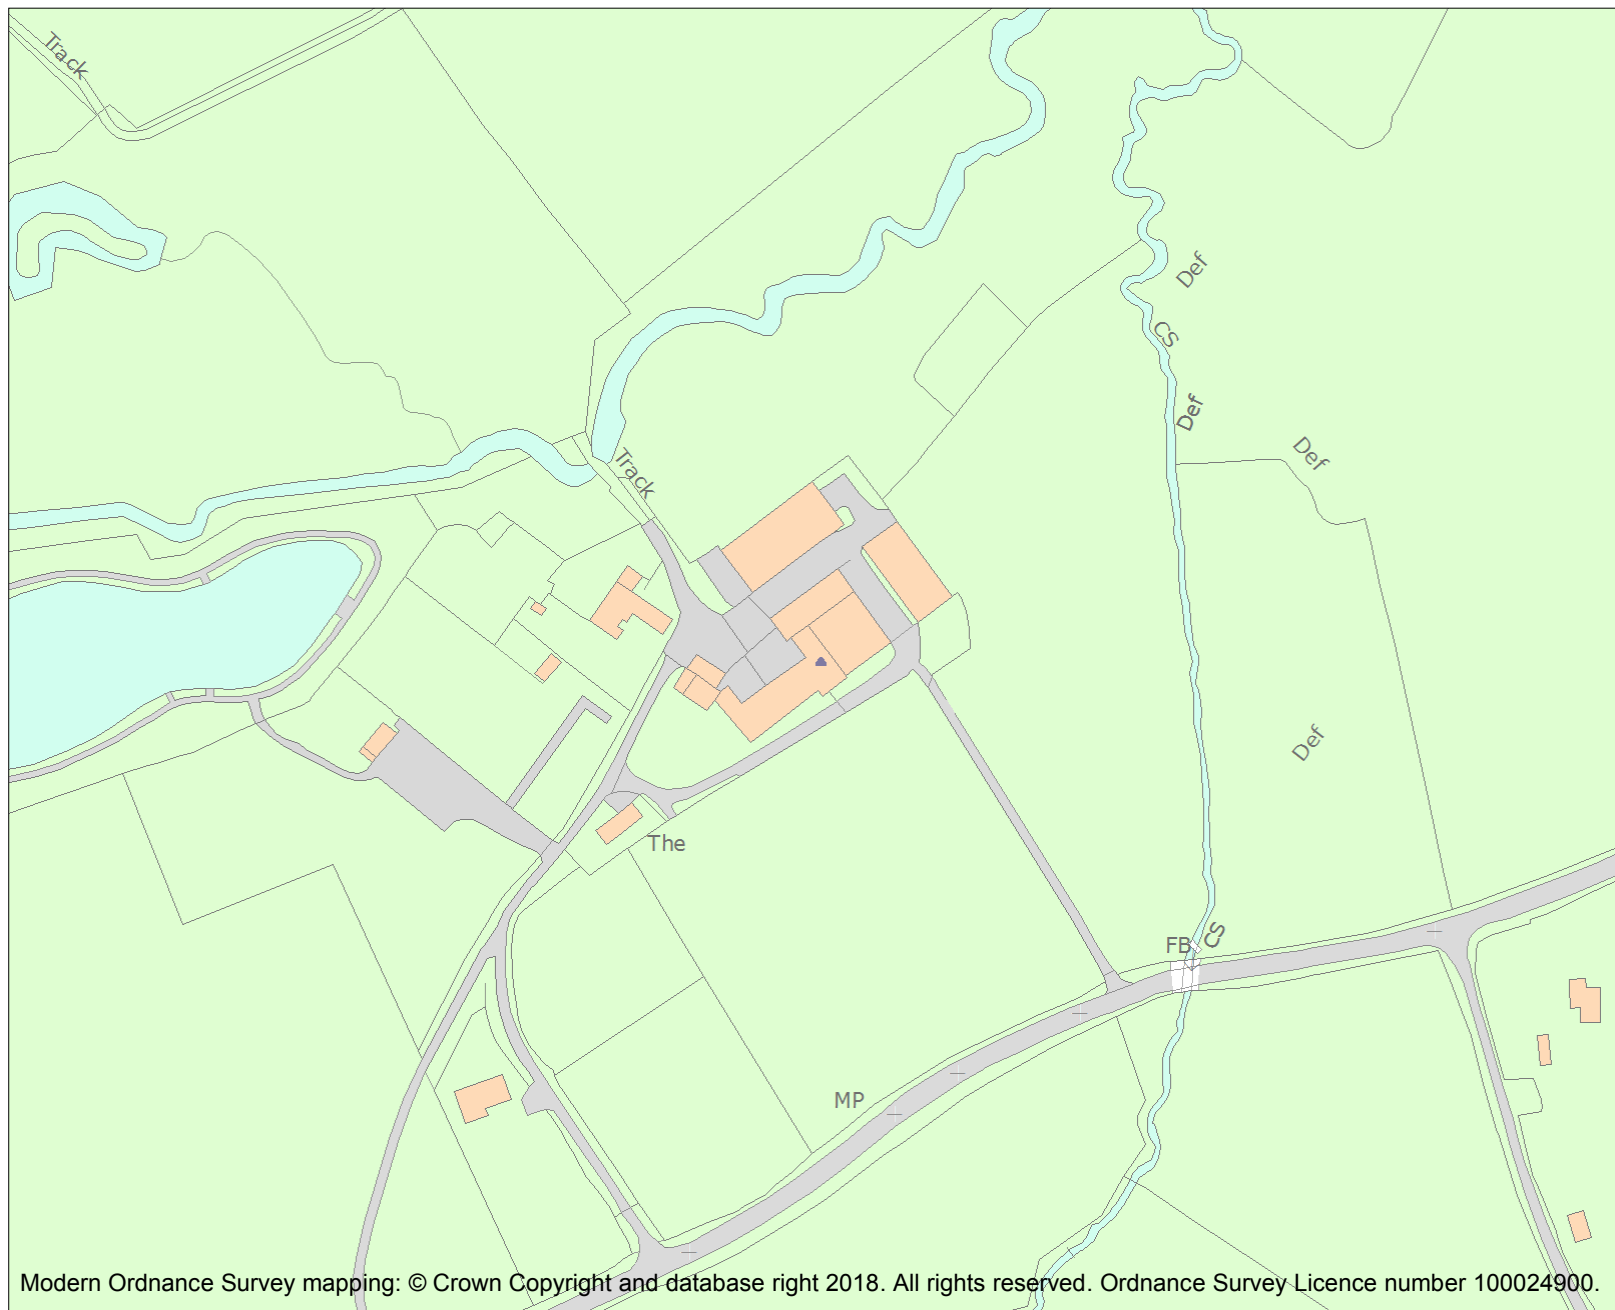 Track
Def
CS
Def
Def
Track
Def
The
FB
CS
MP
Modern Ordnance Survey mapping: © Crown Copyright and database right 2018. All rights reserved. Ordnance Survey Licence number 100024900.